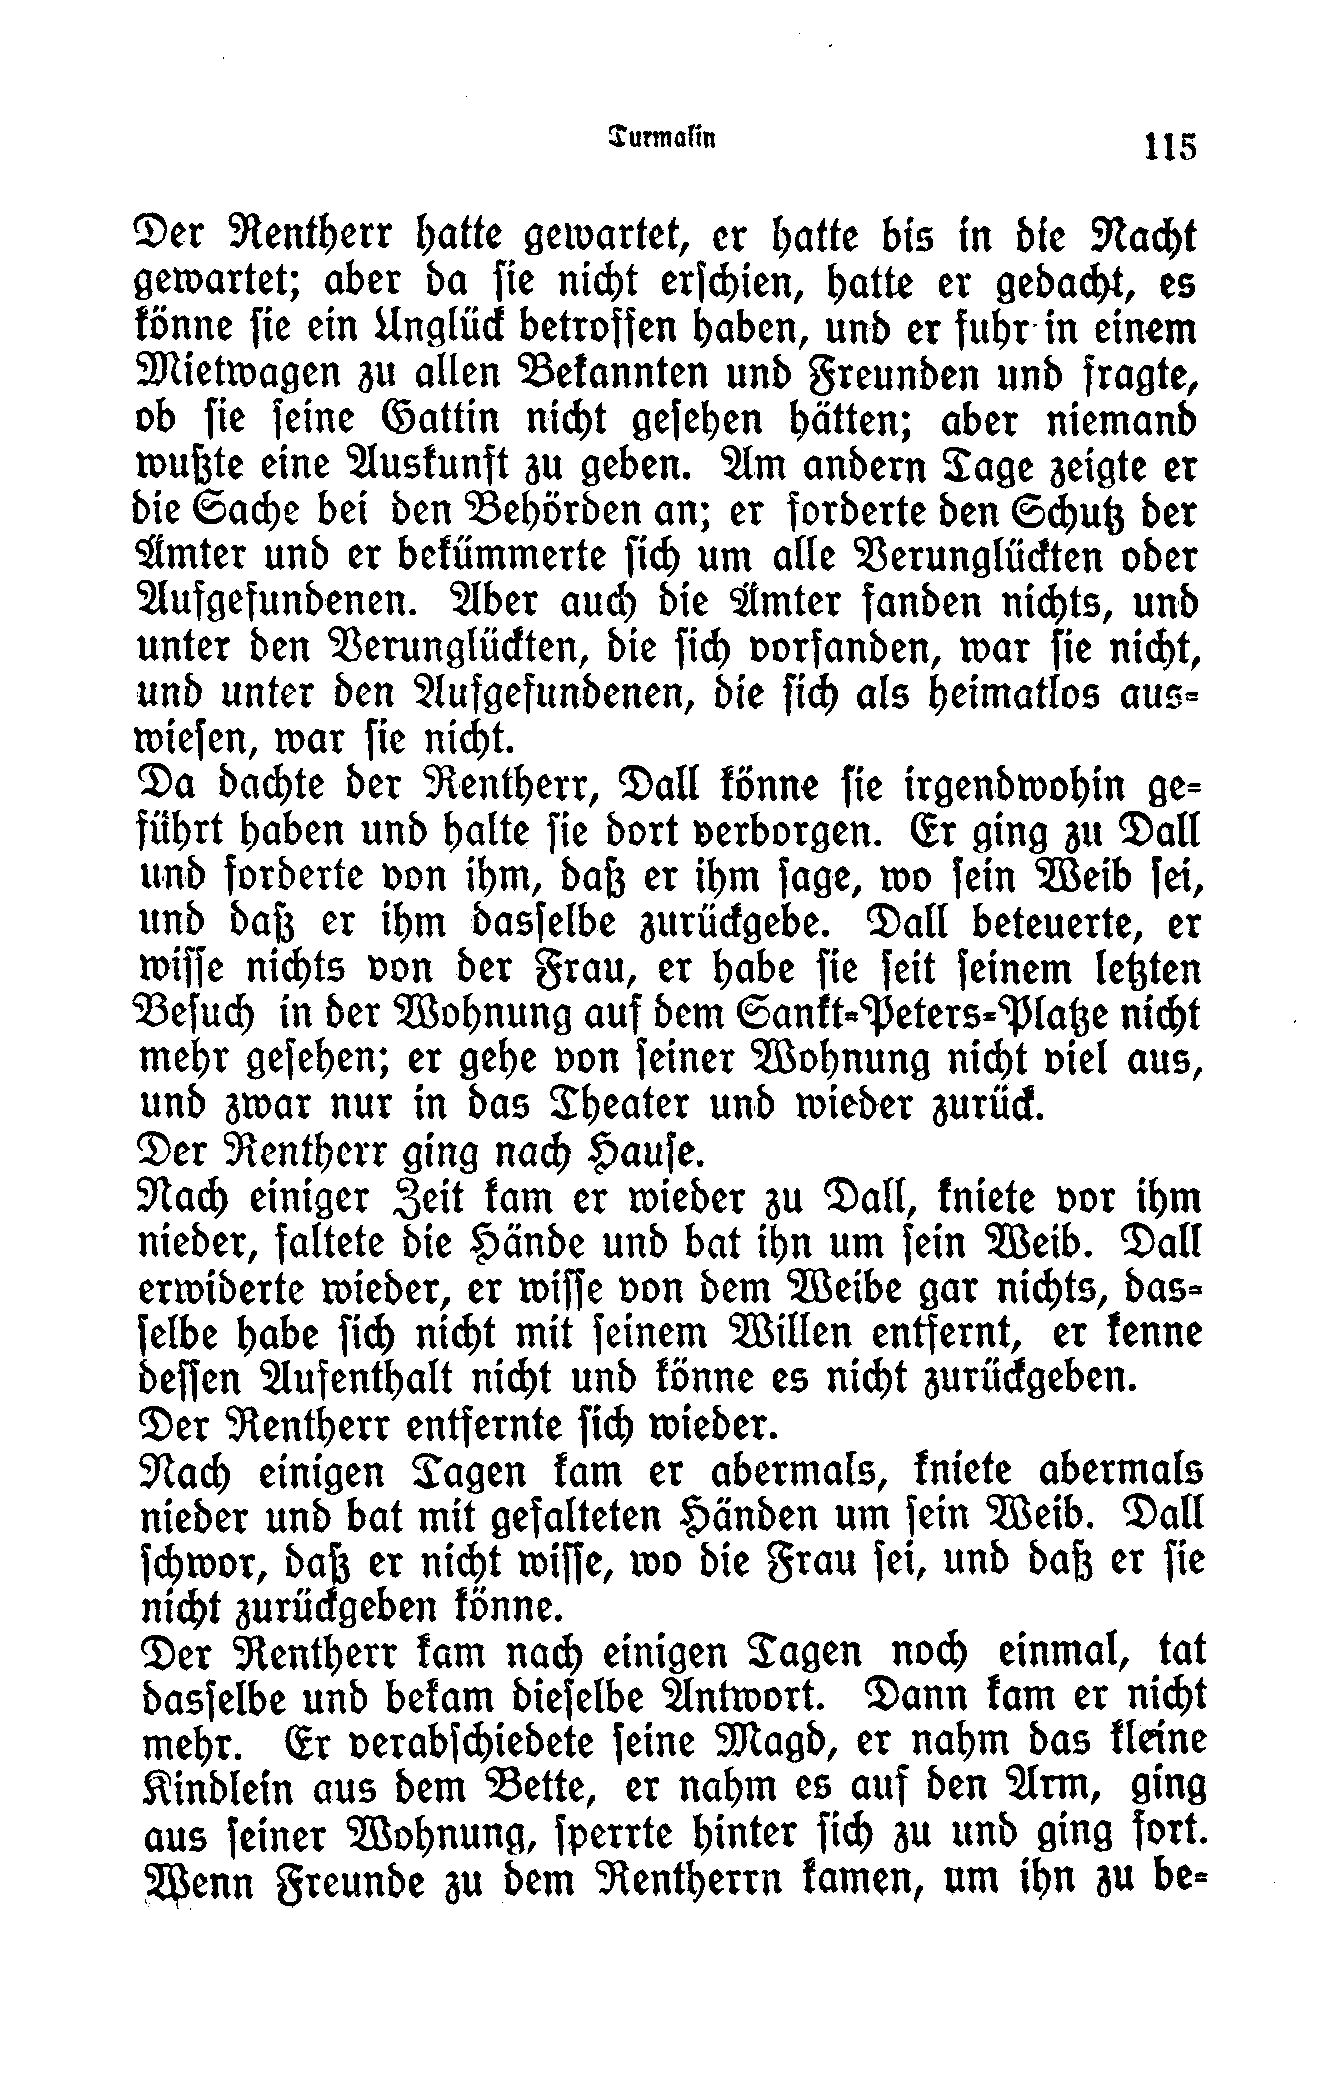 Turmalin
115
Der Rentherr hatte gewartet, er hatte bis in die Nacht
gewartet; aber da sie nicht erschien, hatte er gedacht, es
könne sie ein Unglück betroffen haben, und er fuhr in einem
Mietwagen zu allen Bekannten und Freunden und fragte,
ob sie seine Gattin nicht gesehen hätten; aber niemand
wußte eine Auskunft zu geben. Am andern Tage zeigte er
die Sache bei den Behörden an; er forderte den Schutz der
Ämter und er bekümmerte sich um alle Verunglückten oder
Aufgefundenen. Aber auch die Ämter fanden nichts, und
unter den Verunglückten, die sich vorfanden, war sie nicht,
und unter den Aufgefundenen, die sich als heimatlos aus-
wiesen, war sie nicht.
Da dachte der Rentherr, Dall könne sie irgendwohin ge-
führt haben und halte sie dort verborgen. Er ging zu Dall
und forderte von ihm, daß er ihm sage, wo sein Weib sei,
und daß er ihm dasselbe zurückgebe. Dall beteuerte, er
wisse nichts von der Frau, er habe sie seit seinem letzten
Besuch in der Wohnung auf dem Sankt-Peters-Platze nicht
mehr gesehen; er gehe von seiner Wohnung nicht viel aus,
und zwar nur in das Theater und wieder zurück.
Der Rentherr ging nach Hause.
Nach einiger Zeit kam er wieder zu Dall, kniete vor ihm
nieder, faltete die Hände und bat ihn um sein Weib. Dall
erwiderte wieder, er wisse von dem Weibe gar nichts, das-
selbe habe sich nicht mit seinem Willen entfernt, er kenne
dessen Aufenthalt nicht und könne es nicht zurückgeben.
Der Rentherr entfernte sich wieder.
Nach einigen Tagen kam er abermals, kniete abermals
nieder und bat mit gefalteten Händen um sein Weib. Dall
schwor, daß er nicht wisse, wo die Frau sei, und daß er sie
nicht zurückgeben könne.
Der Rentherr kam nach einigen Tagen noch einmal, tat
dasselbe und bekam dieselbe Antwort. Dann kam er nicht
mehr. Er verabschiedete seine Magd, er nahm das kleine
Kindlein aus dem Bette, er nahm es auf den Arm, ging
aus seiner Wohnung, sperrte hinter sich zu und ging fort.
Wenn Freunde zu dem Rentherrn kamen, um ihn zu be-